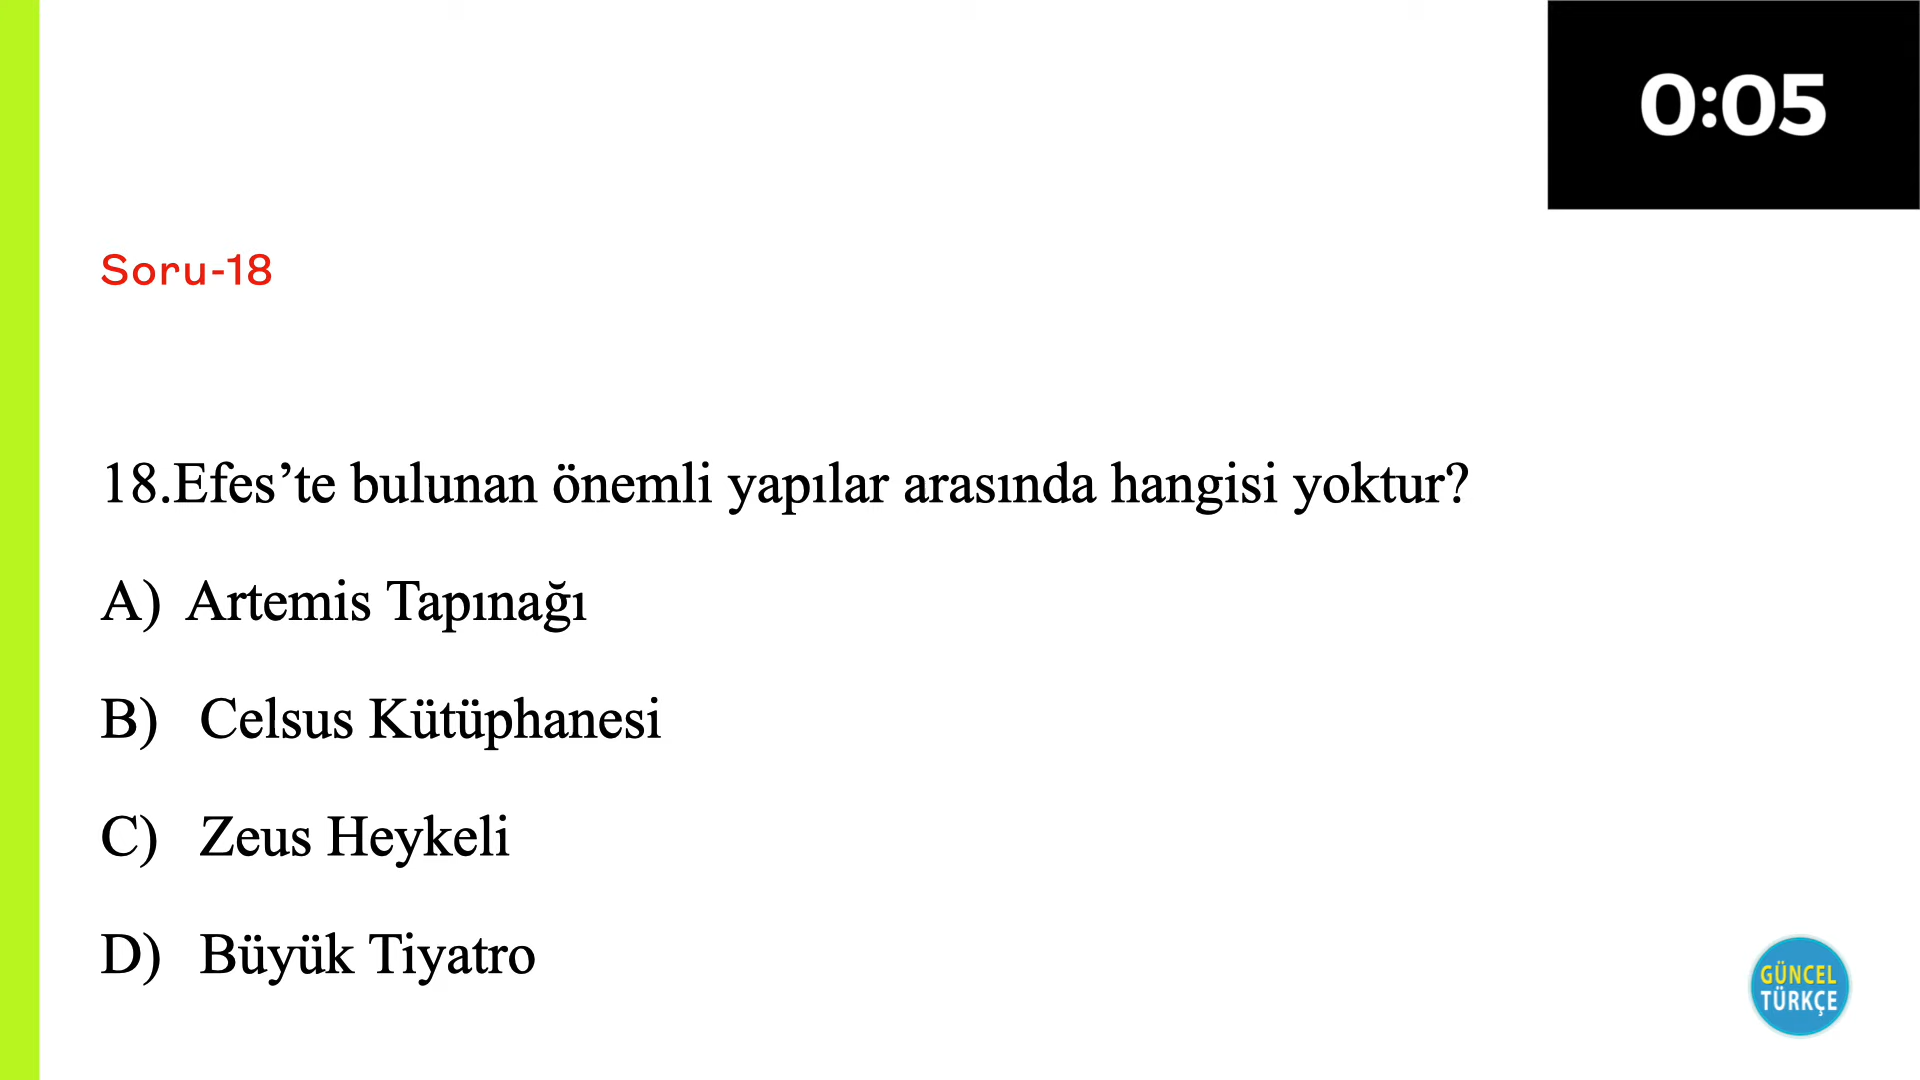 0:05
Soru-18
18.Efes’te bulunan önemli yapılar arasında hangisi yoktur?
A) Artemis Tapınağı
B) Celsus Kütüphanesi
C) Zeus Heykeli
D) Büyük Tiyatro
GÜNCEL
TÜRKÇE